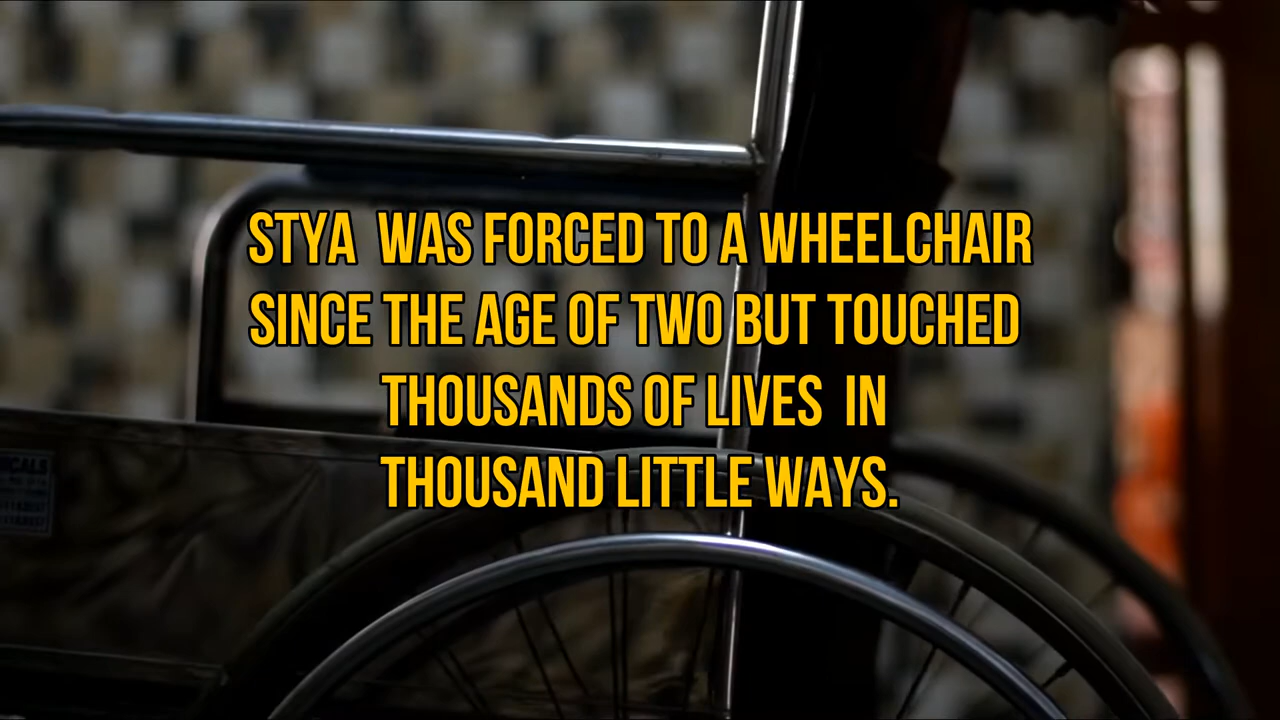 STYA WAS FORCED TO A WHEELCHAIR
SINCE THE AGE OF TWO BUT TOUCHED
THOUSANDS OF LIVES IN
THOUSAND LITTLE WAYS.